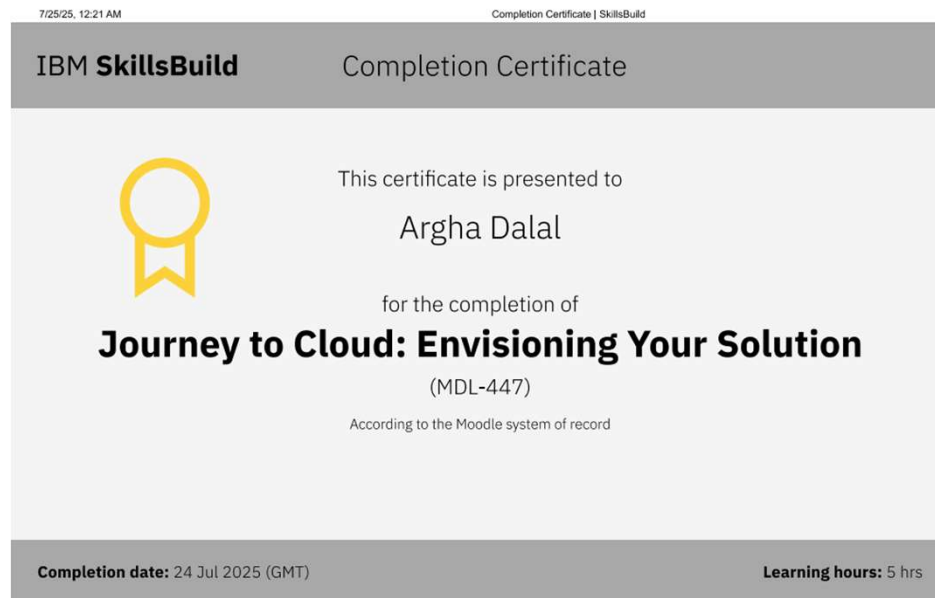 7/25/25, 12:21 AM Completion Certificate | SkillsBuild
IBM SkillsBuild Completion Certificate
This certificate is presented to
Argha Dalal
for the completion of
Journey to Cloud: Envisioning Your Solution
(MDL-447)
According to the Moodle system of record
Completion date: 24 Jul 2025 (GMT) Learning hours: 5 hrs